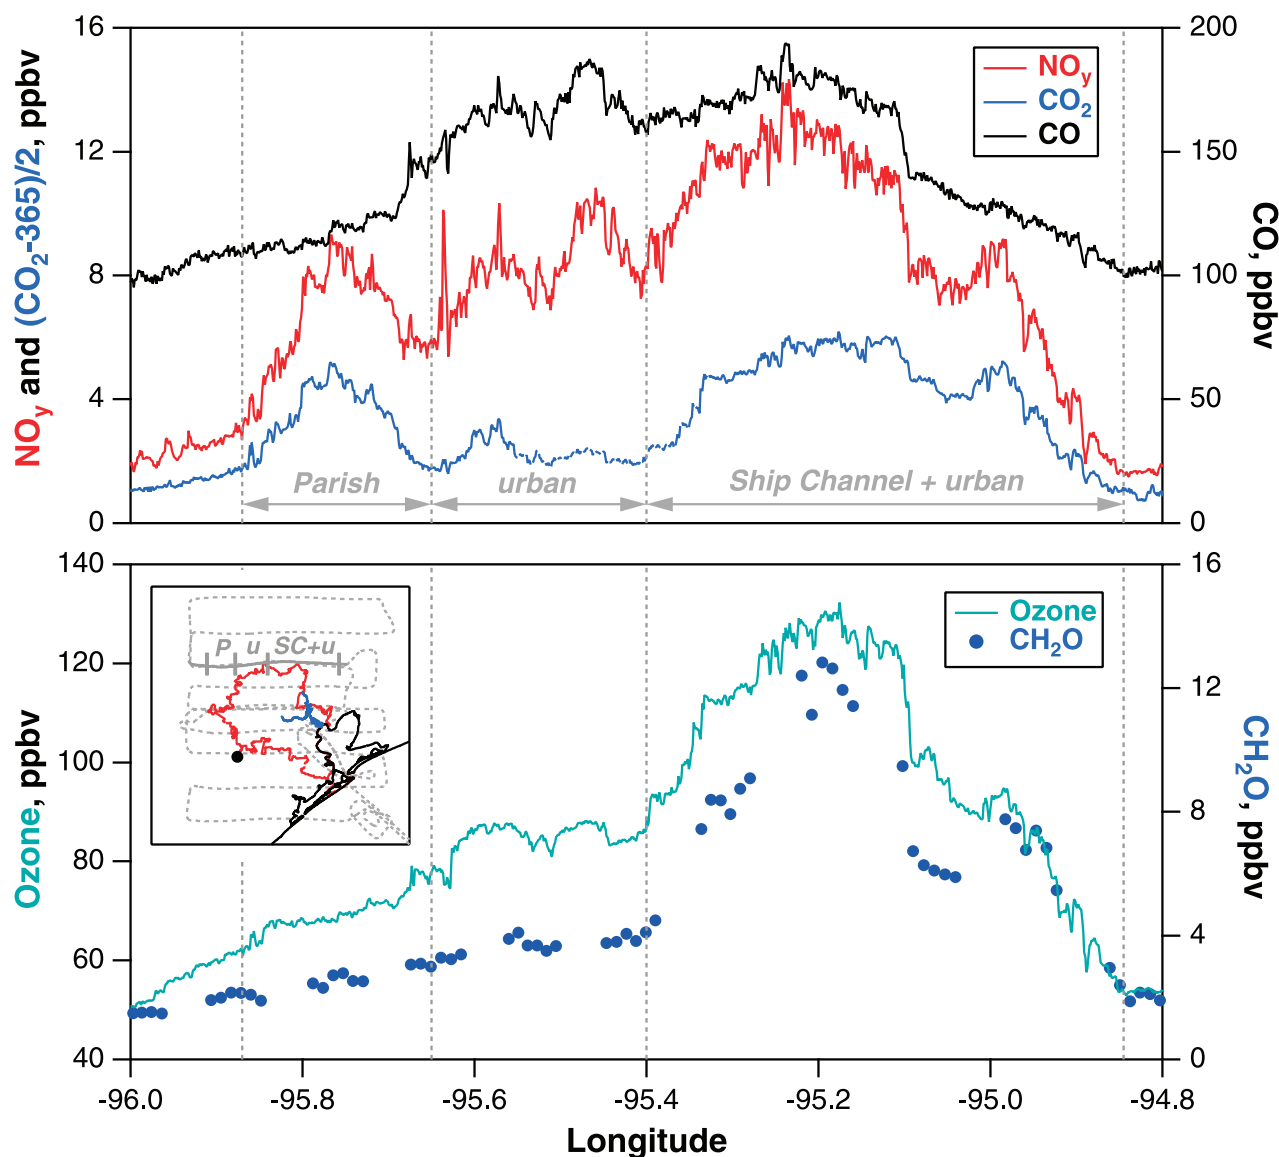 16
12
8
4
0
NOy and (CO2-365)/2, ppbv
200
150
100
50
0
CO, ppbv
NOy
CO2
CO
Parish
urban
Ship Channel + urban
140
120
100
80
60
40
Ozone, ppbv
16
12
8
4
0
CH2O, ppbv
Ozone
CH2O
P u SC+u
-96.0 -95.8 -95.6 -95.4 -95.2 -95.0 -94.8
Longitude